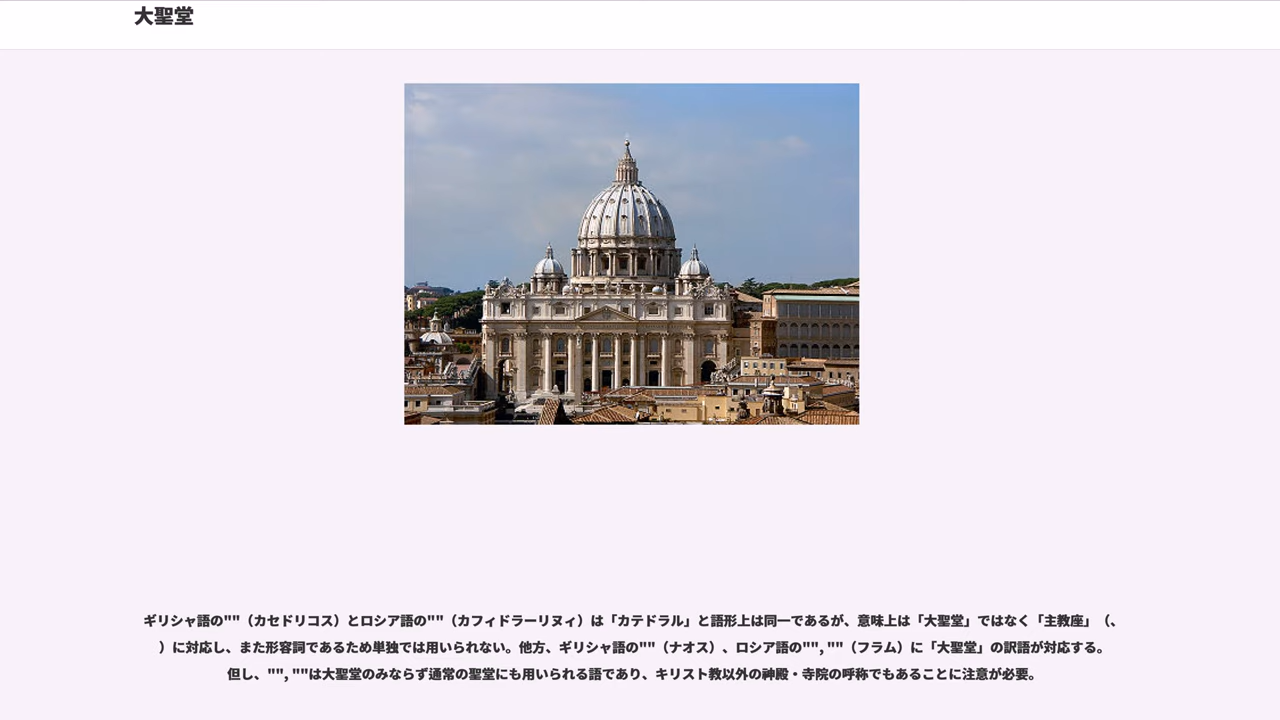 大聖堂
ギリシャ語の""（カセドリコス）とロシア語の""（カフィドラーリヌィ）は「カテドラル」と語形上は同一であるが、意味上は「大聖堂」ではなく「主教座」（、
）に対応し、また形容詞であるため単独では用いられない。他方、ギリシャ語の""（ナオス）、ロシア語の"", ""（フラム）に「大聖堂」の訳語が対応する。
但し、"", ""は大聖堂のみならず通常の聖堂にも用いられる語であり、キリスト教以外の神殿・寺院の呼称でもあることに注意が必要。